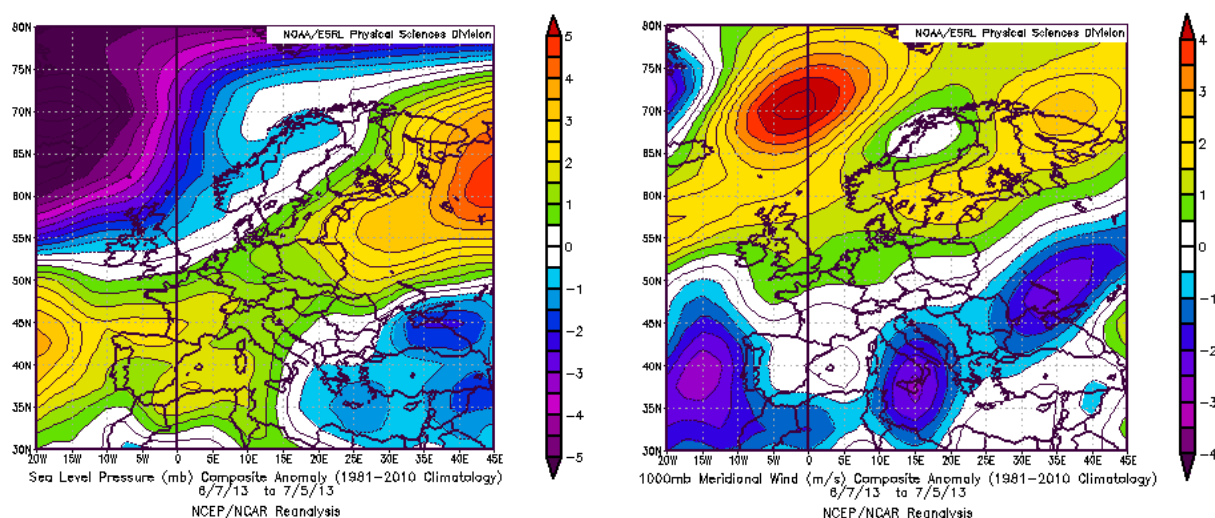 NOAA/ESRL Physical Sciences Division
80N
75N
70N
65N
60N
55N
50N
45N
40N
35N
30N
20W 15W 10W 5W 0 5E 10E 15E 20E 25E 30E 35E 40E 45E
5
4
3
2
1
0
-1
-2
-3
-4
-5
Sea Level Pressure (mb) Composite Anomaly (1981-2010 Climatology)
6/7/13 to 7/5/13
NCEP/NCAR Reanalysis
NOAA/ESRL Physical Sciences Division
80N
75N
70N
65N
60N
55N
50N
45N
40N
35N
30N
20W 15W 10W 5W 0 5E 10E 15E 20E 25E 30E 35E 40E 45E
4
3
2
1
0
-1
-2
-3
-4
1000mb Meridional Wind (m/s) Composite Anomaly (1981-2010 Climatology)
6/7/13 to 7/5/13
NCEP/NCAR Reanalysis